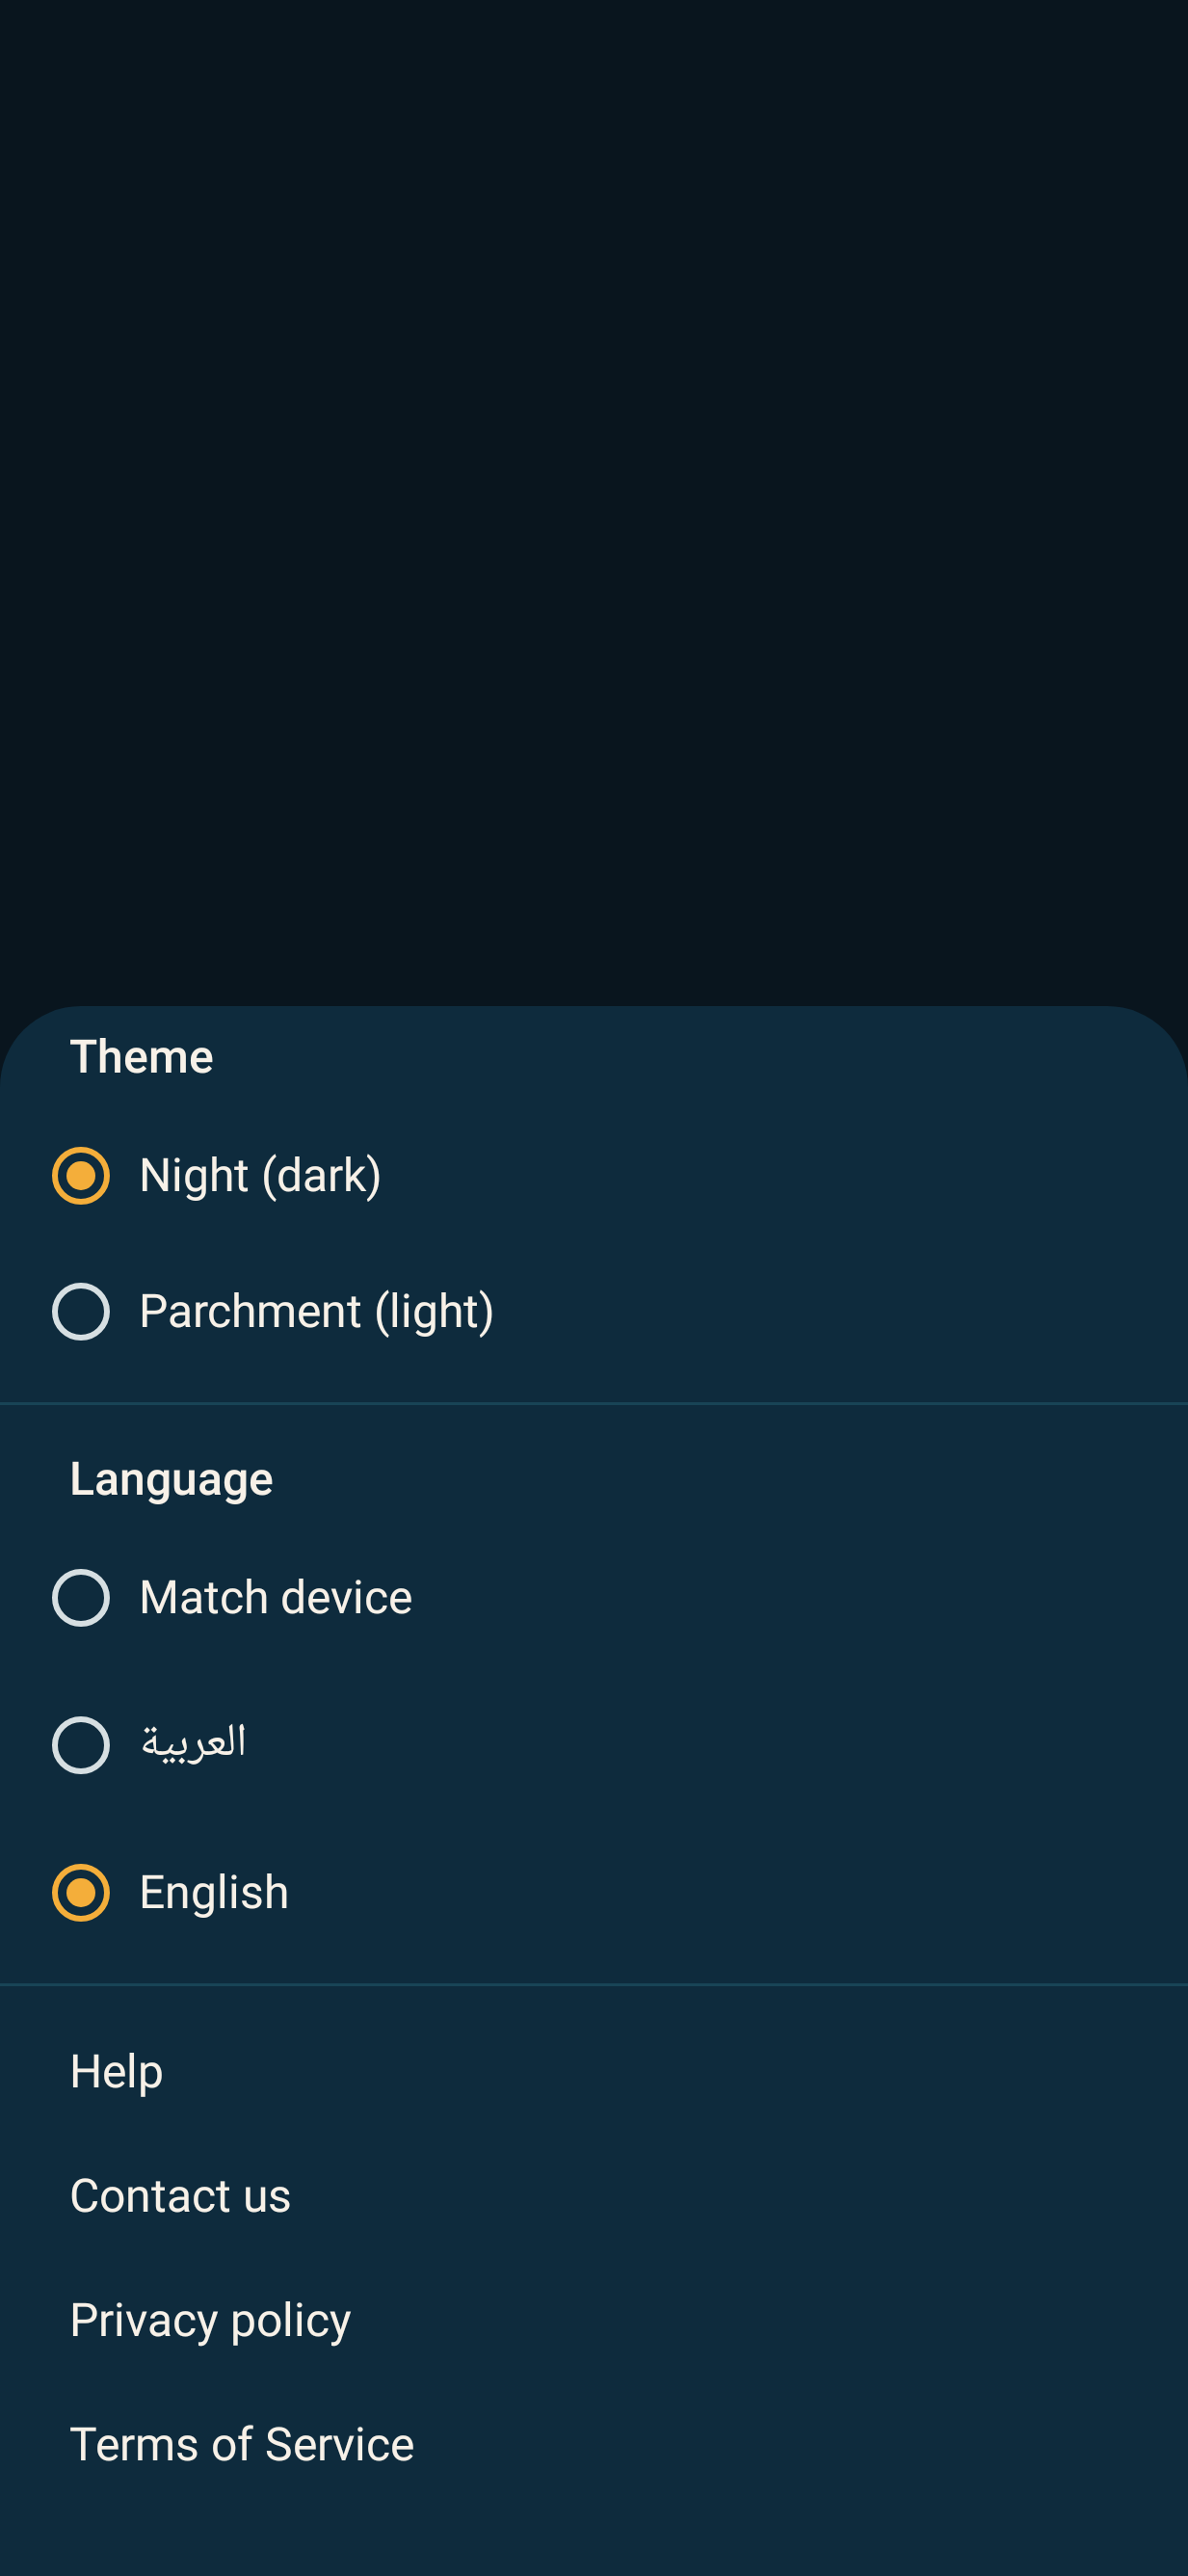 Theme
Night (dark)
Parchment (light)
Language
Match device
العربية
English
Help
Contact us
Privacy policy
Terms of Service